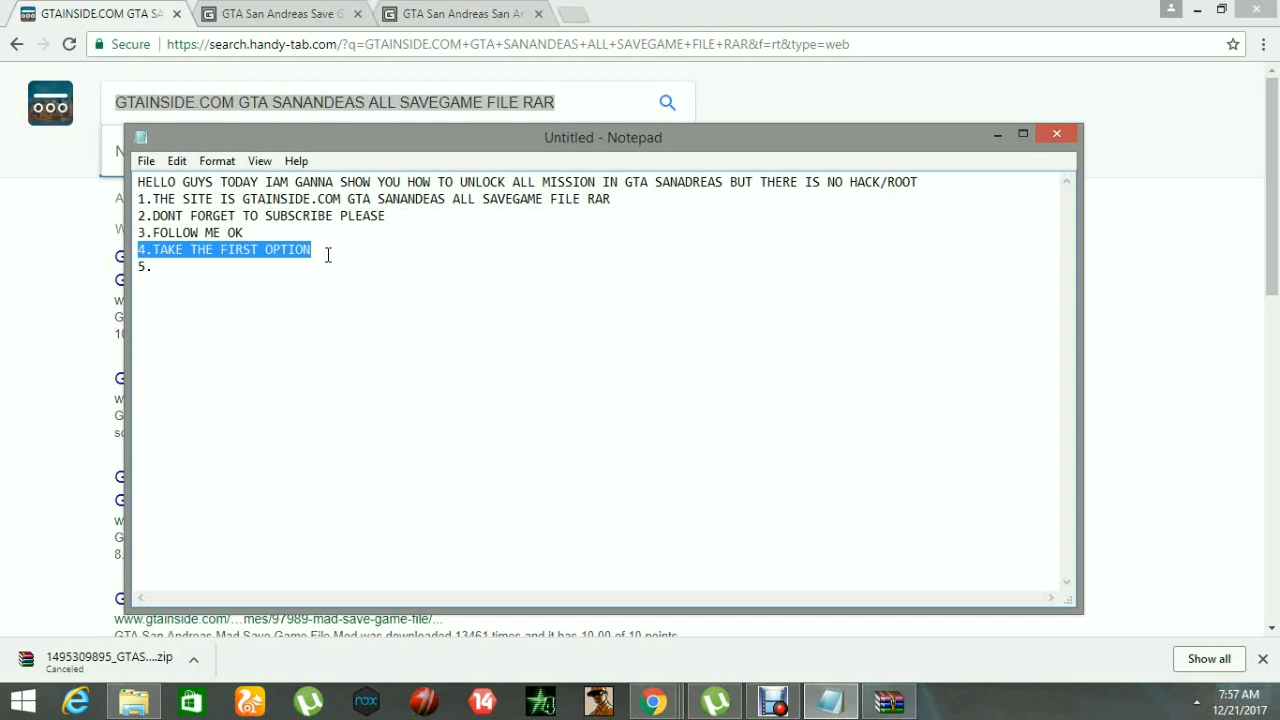 GTAINSIDE.COM GTA SA
GTA San Andreas Save G
GTA San Andreas San Ar
Secure
https://search.handy-tab.com/?q=GTAINSIDE.COM+GTA+SANANDEAS+ALL+SAVEGAME+FILE+RAR&f=rt&type=web
GTAINSIDE.COM GTA SANANDEAS ALL SAVEGAME FILE RAR
Untitled - Notepad
File Edit Format View Help
HELLO GUYS TODAY IAM GANNA SHOW YOU HOW TO UNLOCK ALL MISSION IN GTA SANADREAS BUT THERE IS NO HACK/ROOT
1.THE SITE IS GTAINSIDE.COM GTA SANANDEAS ALL SAVEGAME FILE RAR
2.DONT FORGET TO SUBSCRIBE PLEASE
3.FOLLOW ME OK
4.TAKE THE FIRST OPTION
5.
www.gtainside.com/…mes/97989-mad-save-game-file/...
GTA San Andreas Mad Save Game File Mod was downloaded 13461 times and it has 10.00 of 10 points
1495309895_GTAS....zip
Canceled
Show all
nox
14
7:57 AM
12/21/2017